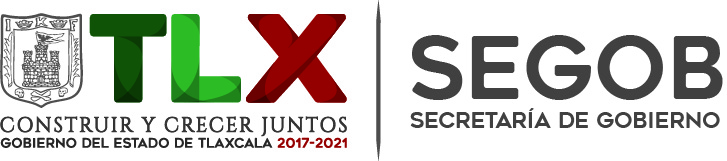 I K F
TLX
CONSTRUIR Y CRECER JUNTOS
GOBIERNO DEL ESTADO DE TLAXCALA 2017-2021
SEGOB
SECRETARÍA DE GOBIERNO